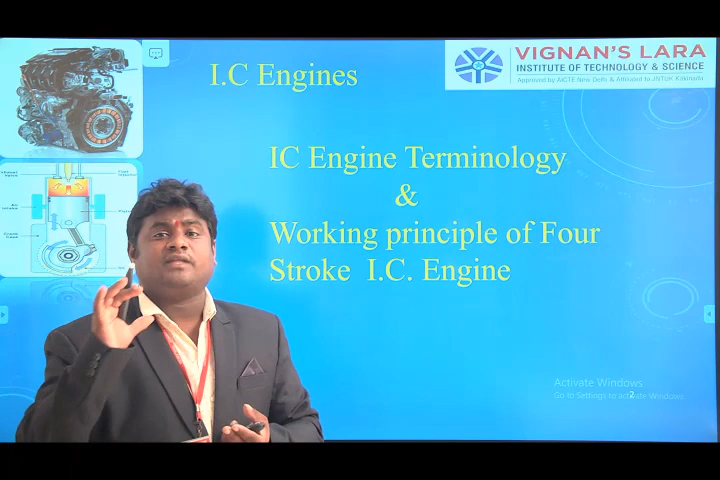 I.C Engines
VIGNAN'S LARA
INSTITUTE OF TECHNOLOGY & SCIENCE
Approved by AICTE New Delhi & Affiliated to JNTUK Kakinada
IC Engine Terminology
&
Working principle of Four
Stroke I.C. Engine
Activate Windows
Go to Settings to activate Windows.
2